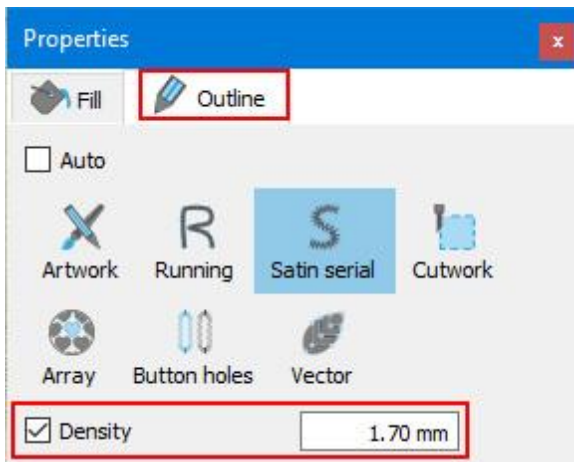 Properties x
Fill Outline
Auto
Artwork Running Satin serial Cutwork
Array Button holes Vector
Density 1.70 mm